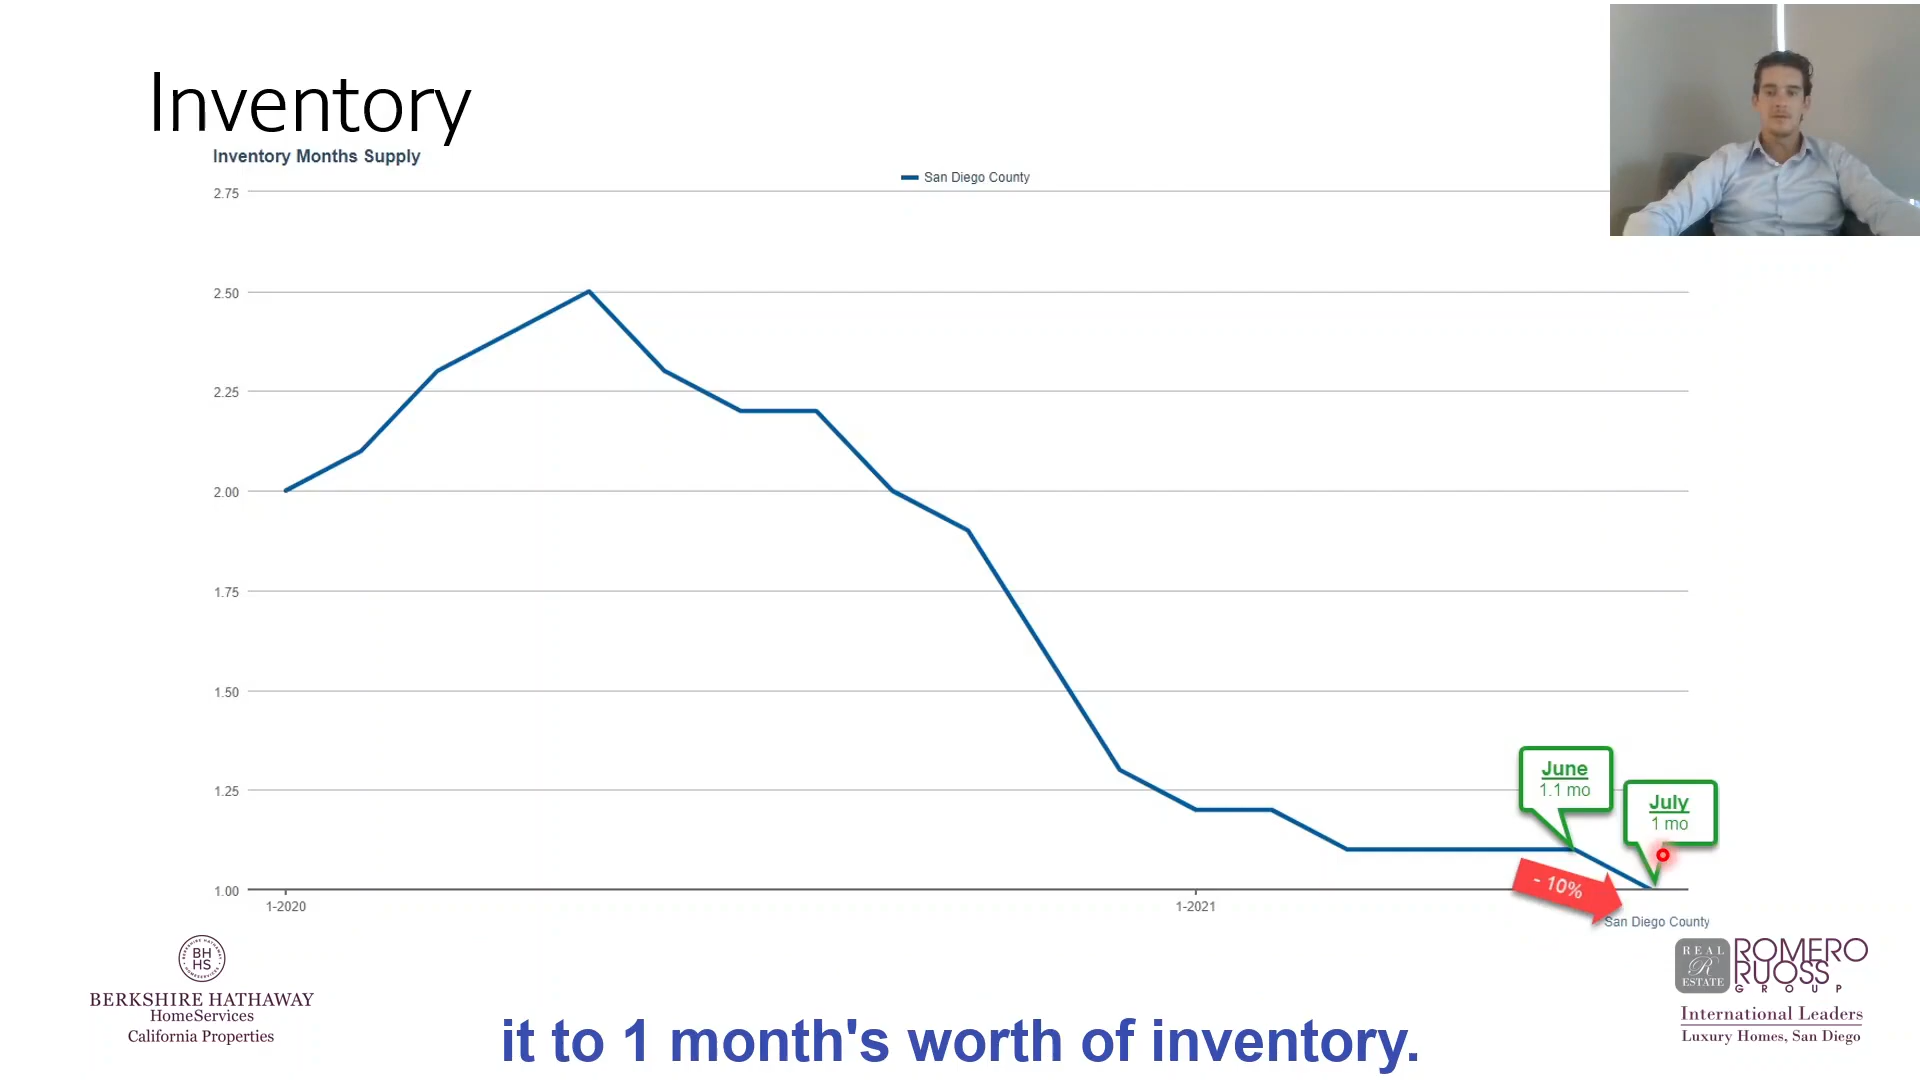 Inventory
Inventory Months Supply
San Diego County
2.75
2.50
2.25
2.00
1.75
1.50
1.25
1.00
June
1.1 mo
July
1 mo
- 10%
1-2020
1-2021
San Diego County
BH
HS
BERKSHIRE HATHAWAY
HomeServices
California Properties
REAL
R
ESTATE
ROMERO
RUOSS
GROUP
International Leaders
Luxury Homes, San Diego
it to 1 month's worth of inventory.